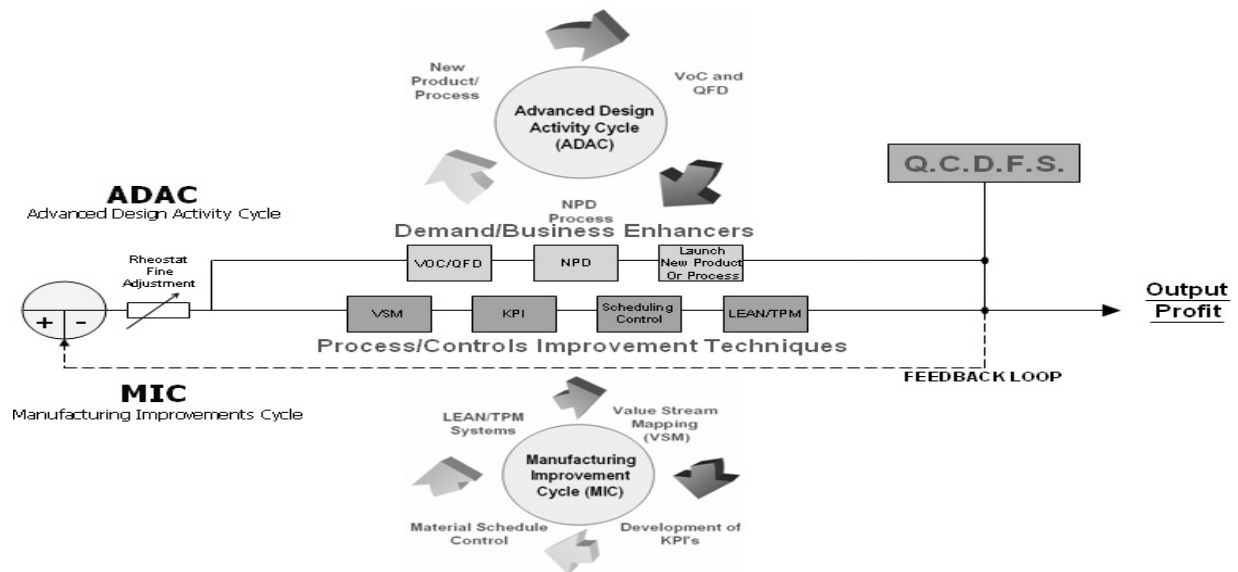 New
Product/
Process
VoC and
QFD
Advanced Design
Activity Cycle
(ADAC)
NPD
Process
Q.C.D.F.S.
ADAC
Advanced Design Activity Cycle
Demand/Business Enhancers
Rheostat
Fine
Adjustment
VOC/QFD
NPD
Launch
New Product
Or Process
+ -
VSM
KPI
Scheduling
Control
LEAN/TPM
Output
Profit
Process/Controls Improvement Techniques
FEEDBACK LOOP
MIC
Manufacturing Improvements Cycle
LEAN/TPM
Systems
Value Stream
Mapping
(VSM)
Manufacturing
Improvement
Cycle (MIC)
Material Schedule
Control
Development of
KPI's